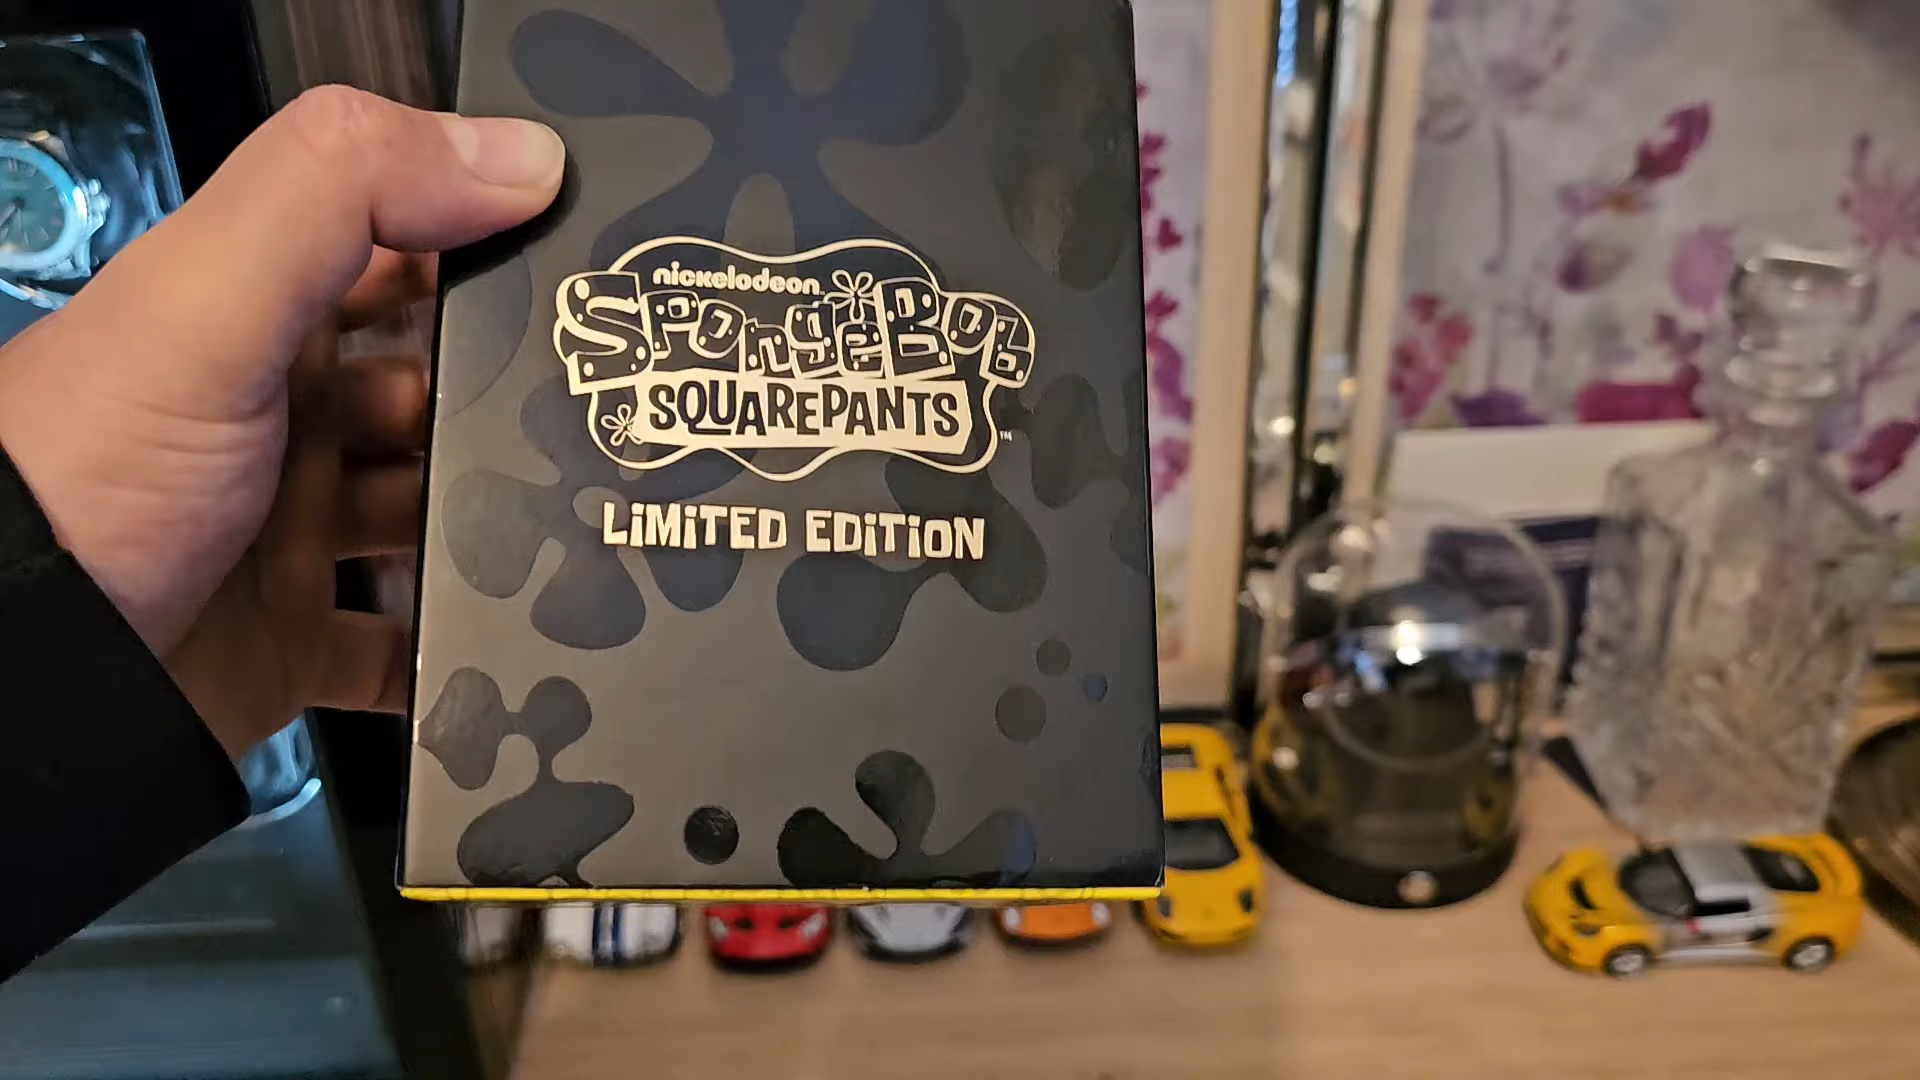 nickelodeon
SPONGEBOB
SQUAREPANTS
™
LiMiTED EDiTiON